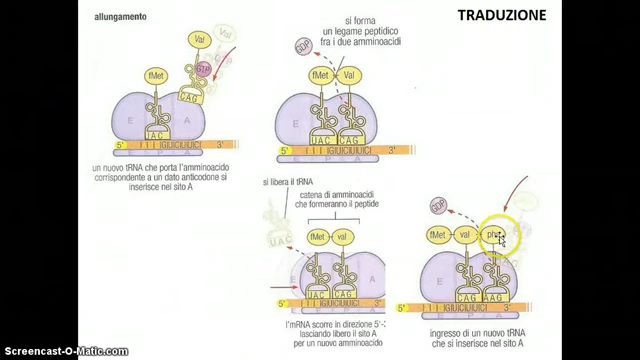 allungamento
TRADUZIONE
Val
Val
GTP
fMet
CAG
UAC
E
A
5'
3'
un nuovo tRNA che porta l'amminoacido
corrispondente a un dato anticodone si
inserisce nel sito A
si forma
un legame peptidico
fra i due amminoacidi
GDP
fMet
Val
UAC
CAG
E
A
5'
3'
E P A
si libera il tRNA
catena di amminoacidi
che formeranno il peptide
UAC
fMet
val
UAC
CAG
5'
3'
l'mRNA scorre in direzione 5'-
lasciando libero il sito A
per un nuovo amminoacido
GDP
fMet
val
phe
CAG
AAG
5'
3'
ingresso di un nuovo tRNA
che si inserisce nel sito A
Screencast-O-Matic.com